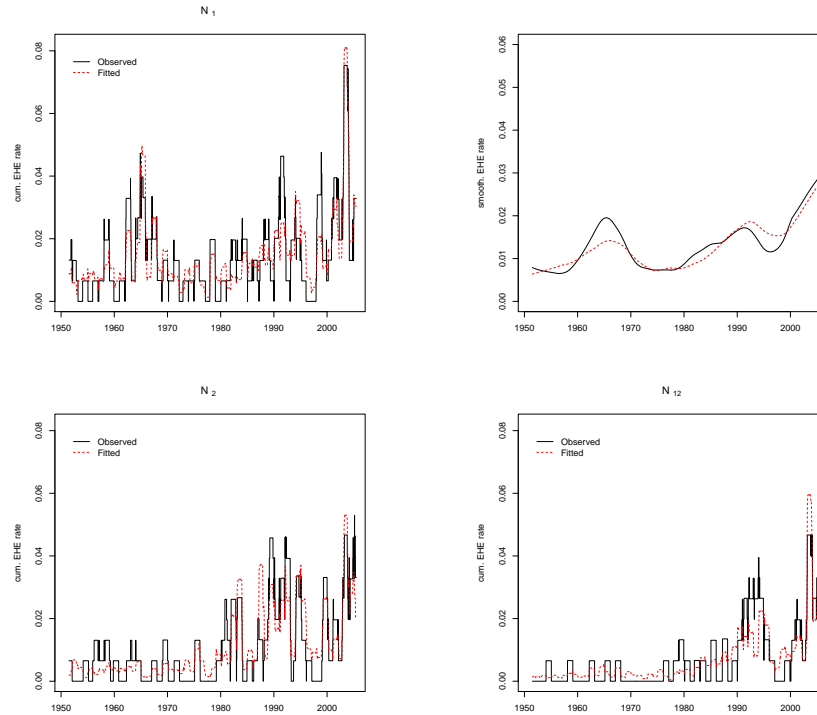 N 1
0.08
0.06
0.04
0.02
0.00
cum. EHE rate
Observed
Fitted
1950 1960 1970 1980 1990 2000
0.06
0.05
0.04
0.03
0.02
0.01
0.00
smooth. EHE rate
1950 1960 1970 1980 1990 2000
N 2
0.08
0.06
0.04
0.02
0.00
cum. EHE rate
Observed
Fitted
1950 1960 1970 1980 1990 2000
N 12
0.08
0.06
0.04
0.02
0.00
cum. EHE rate
Observed
Fitted
1950 1960 1970 1980 1990 2000